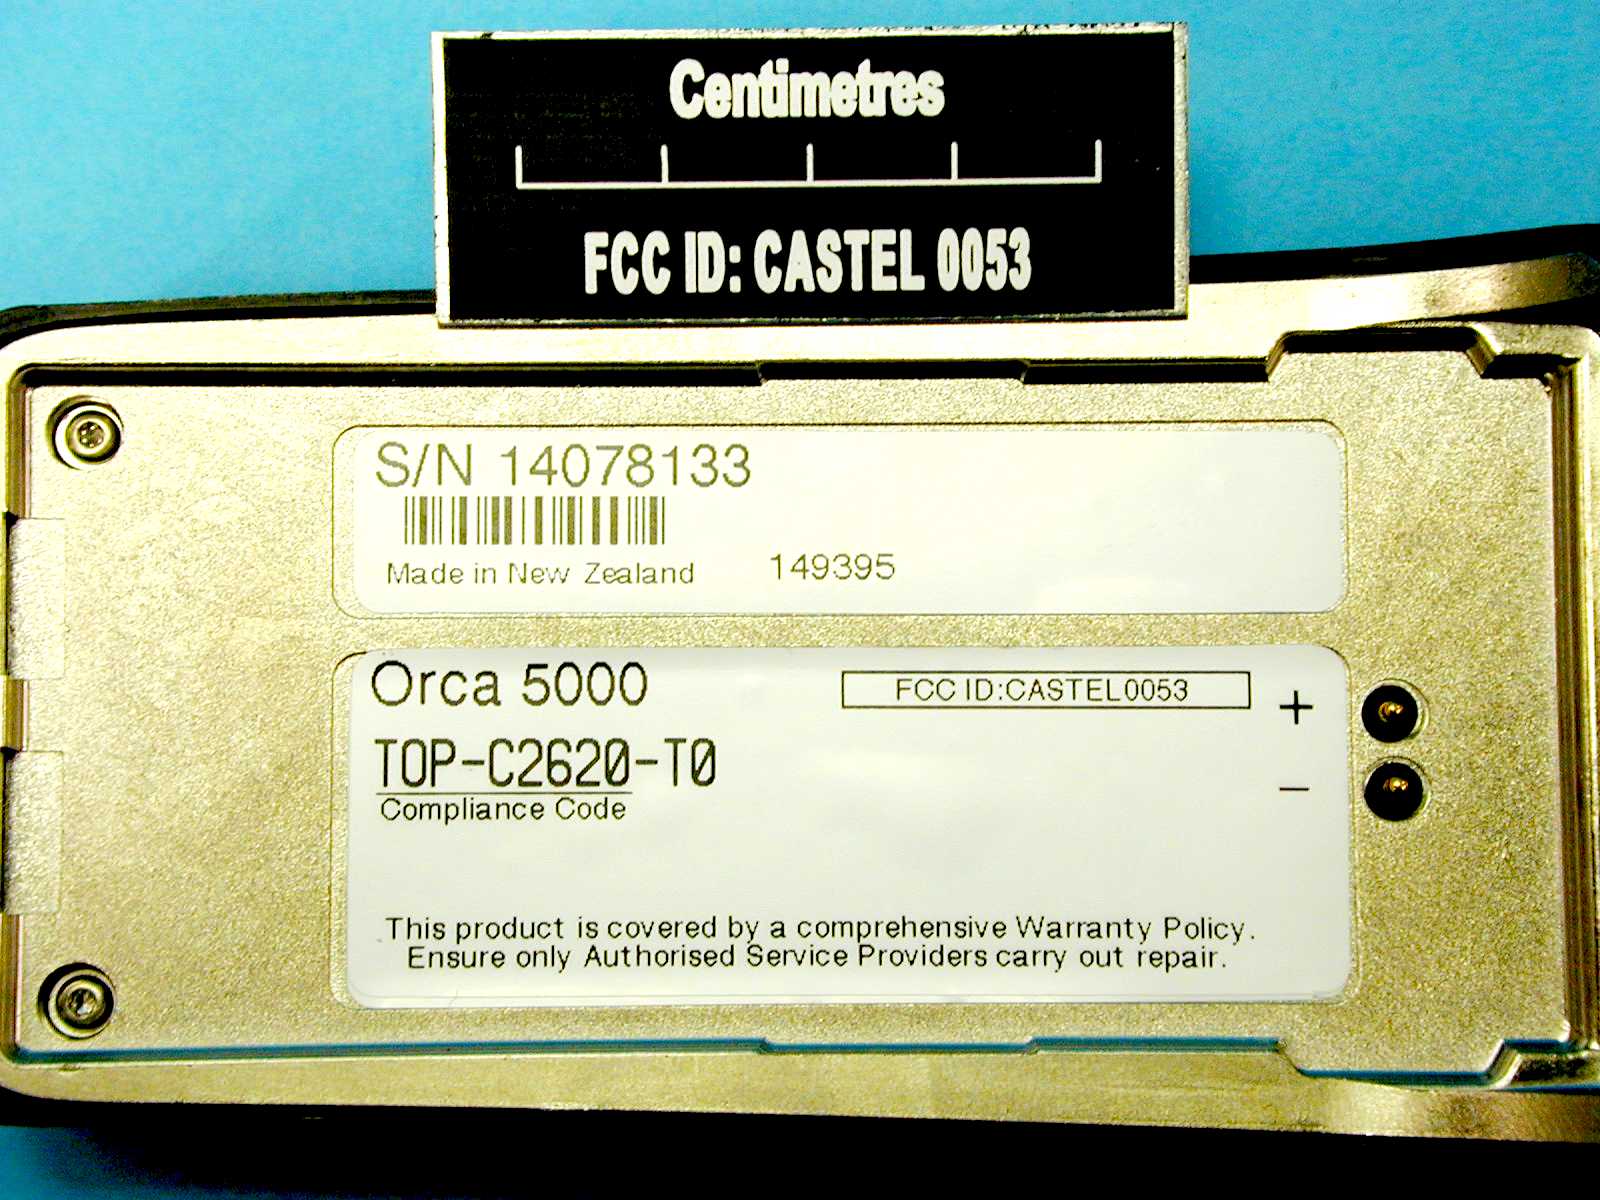 Centimetres
FCC ID: CASTEL 0053
S/N 14078133
Made in New Zealand 149395
Orca 5000 FCC ID:CASTEL0053 +
TOP-C2620-T0 −
Compliance Code
This product is covered by a comprehensive Warranty Policy.
Ensure only Authorised Service Providers carry out repair.